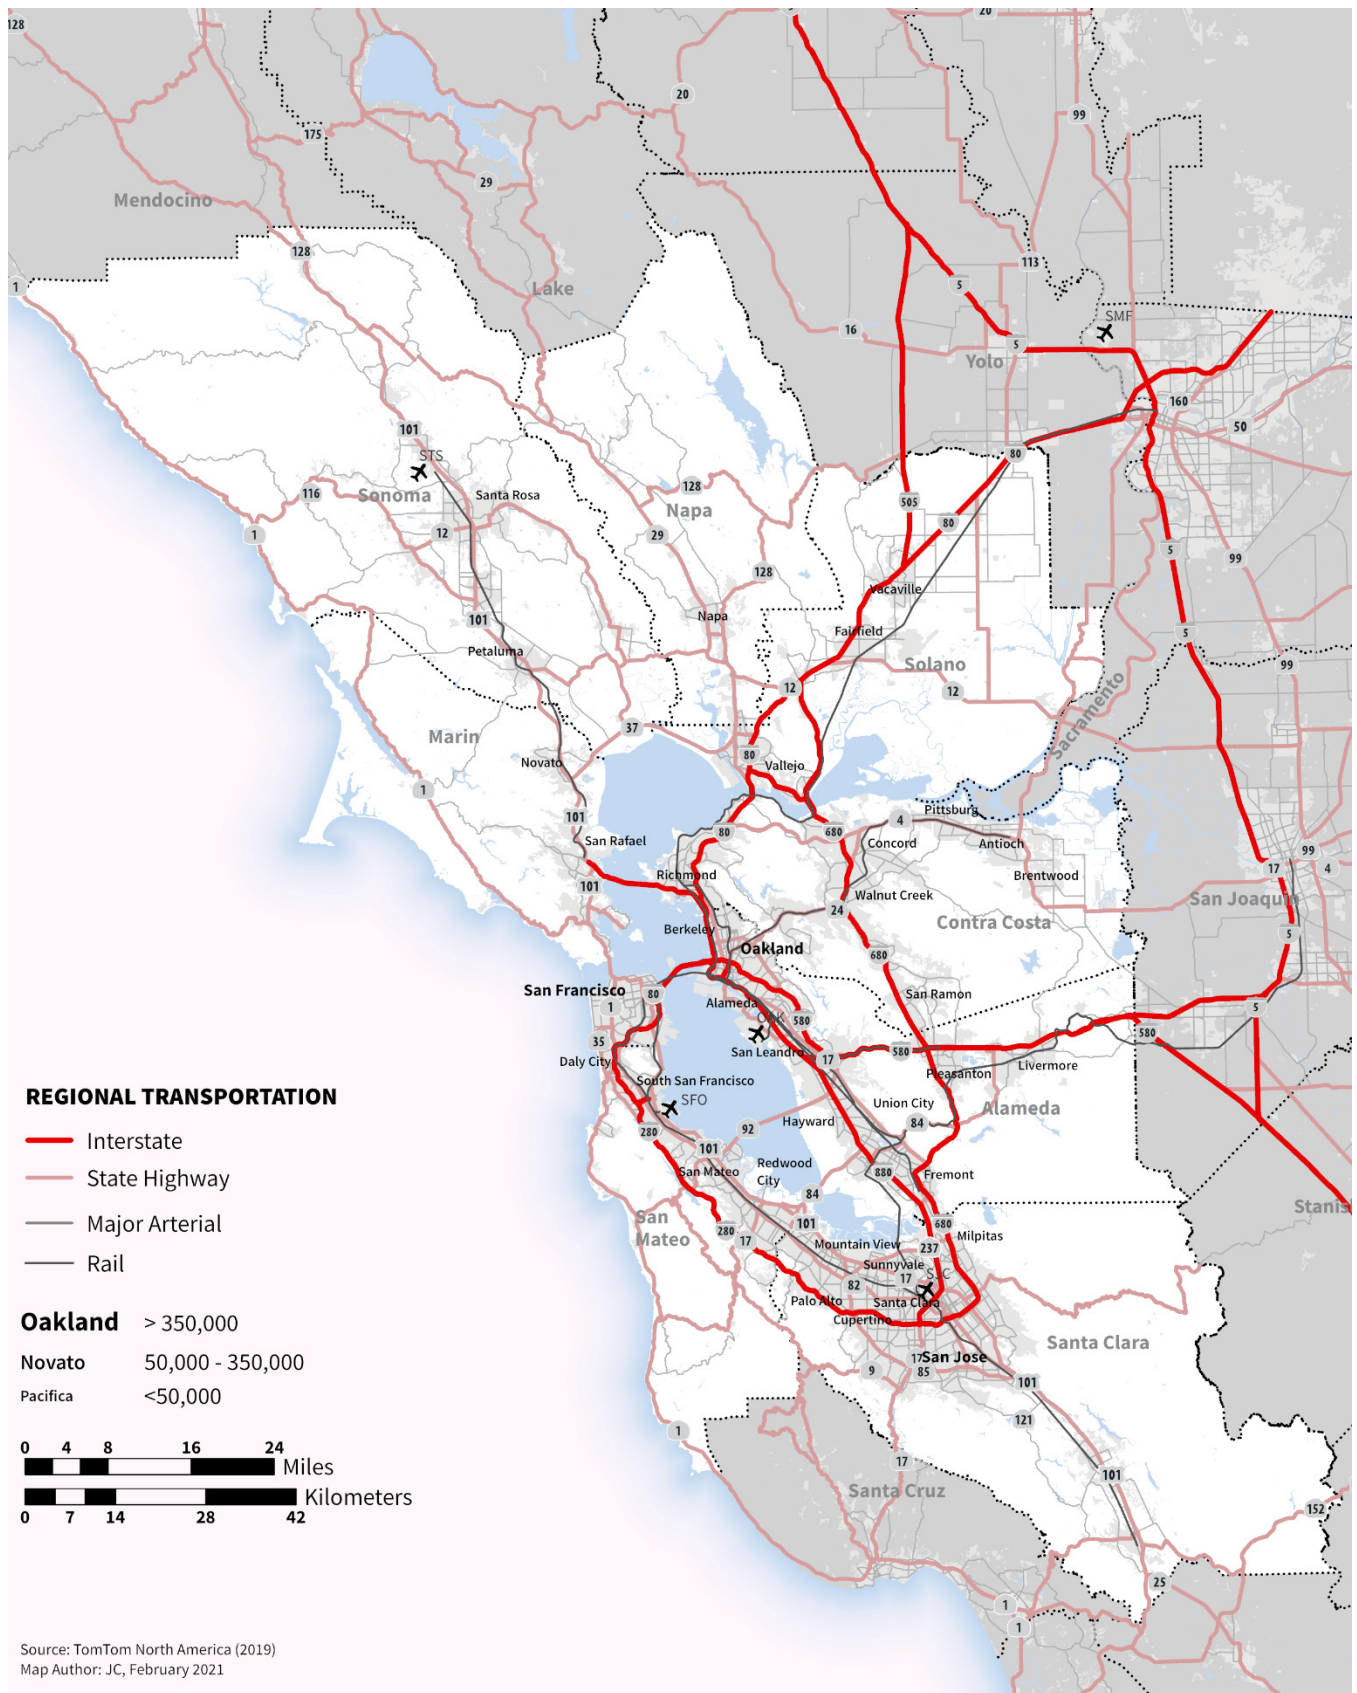 128
20
20
99
175
29
Mendocino
128
113
1
Lake
5
SMF
16
5
Yolo
160
50
101
STS
80
128
116
Sonoma
Santa Rosa
505
Napa
80
1
12
29
5
99
128
Vacaville
Napa
101
Fairfield
5
Petaluma
Solano
99
12
12
Sacramento
37
Marin
80
Vallejo
Novato
1
101
Pittsburg
4
80
680
San Rafael
Concord
Antioch
99
17
4
Richmond
Brentwood
101
Walnut Creek
San Joaquin
24
Contra Costa
Berkeley
5
Oakland
680
San Francisco
80
San Ramon
Alameda
1
5
OAK
580
580
35
San Leandro
580
Daly City
17
Livermore
Pleasanton
South San Francisco
SFO
Union City
Alameda
REGIONAL TRANSPORTATION
Hayward
84
280
92
Interstate
101
Redwood
City
San Mateo
880
Fremont
State Highway
84
San
Mateo
Stanis
Major Arterial
101
680
280
17
Milpitas
Mountain View
237
Rail
Sunnyvale
17
SJC
82
Palo Alto
Santa Clara
Oakland > 350,000
Cupertino
Santa Clara
Novato 50,000 - 350,000
17
San Jose
9
85
101
Pacifica <50,000
121
1
0 4 8 16 24
Miles
17
101
Kilometers
Santa Cruz
0 7 14 28 42
152
25
1
1
Source: TomTom North America (2019)
Map Author: JC, February 2021